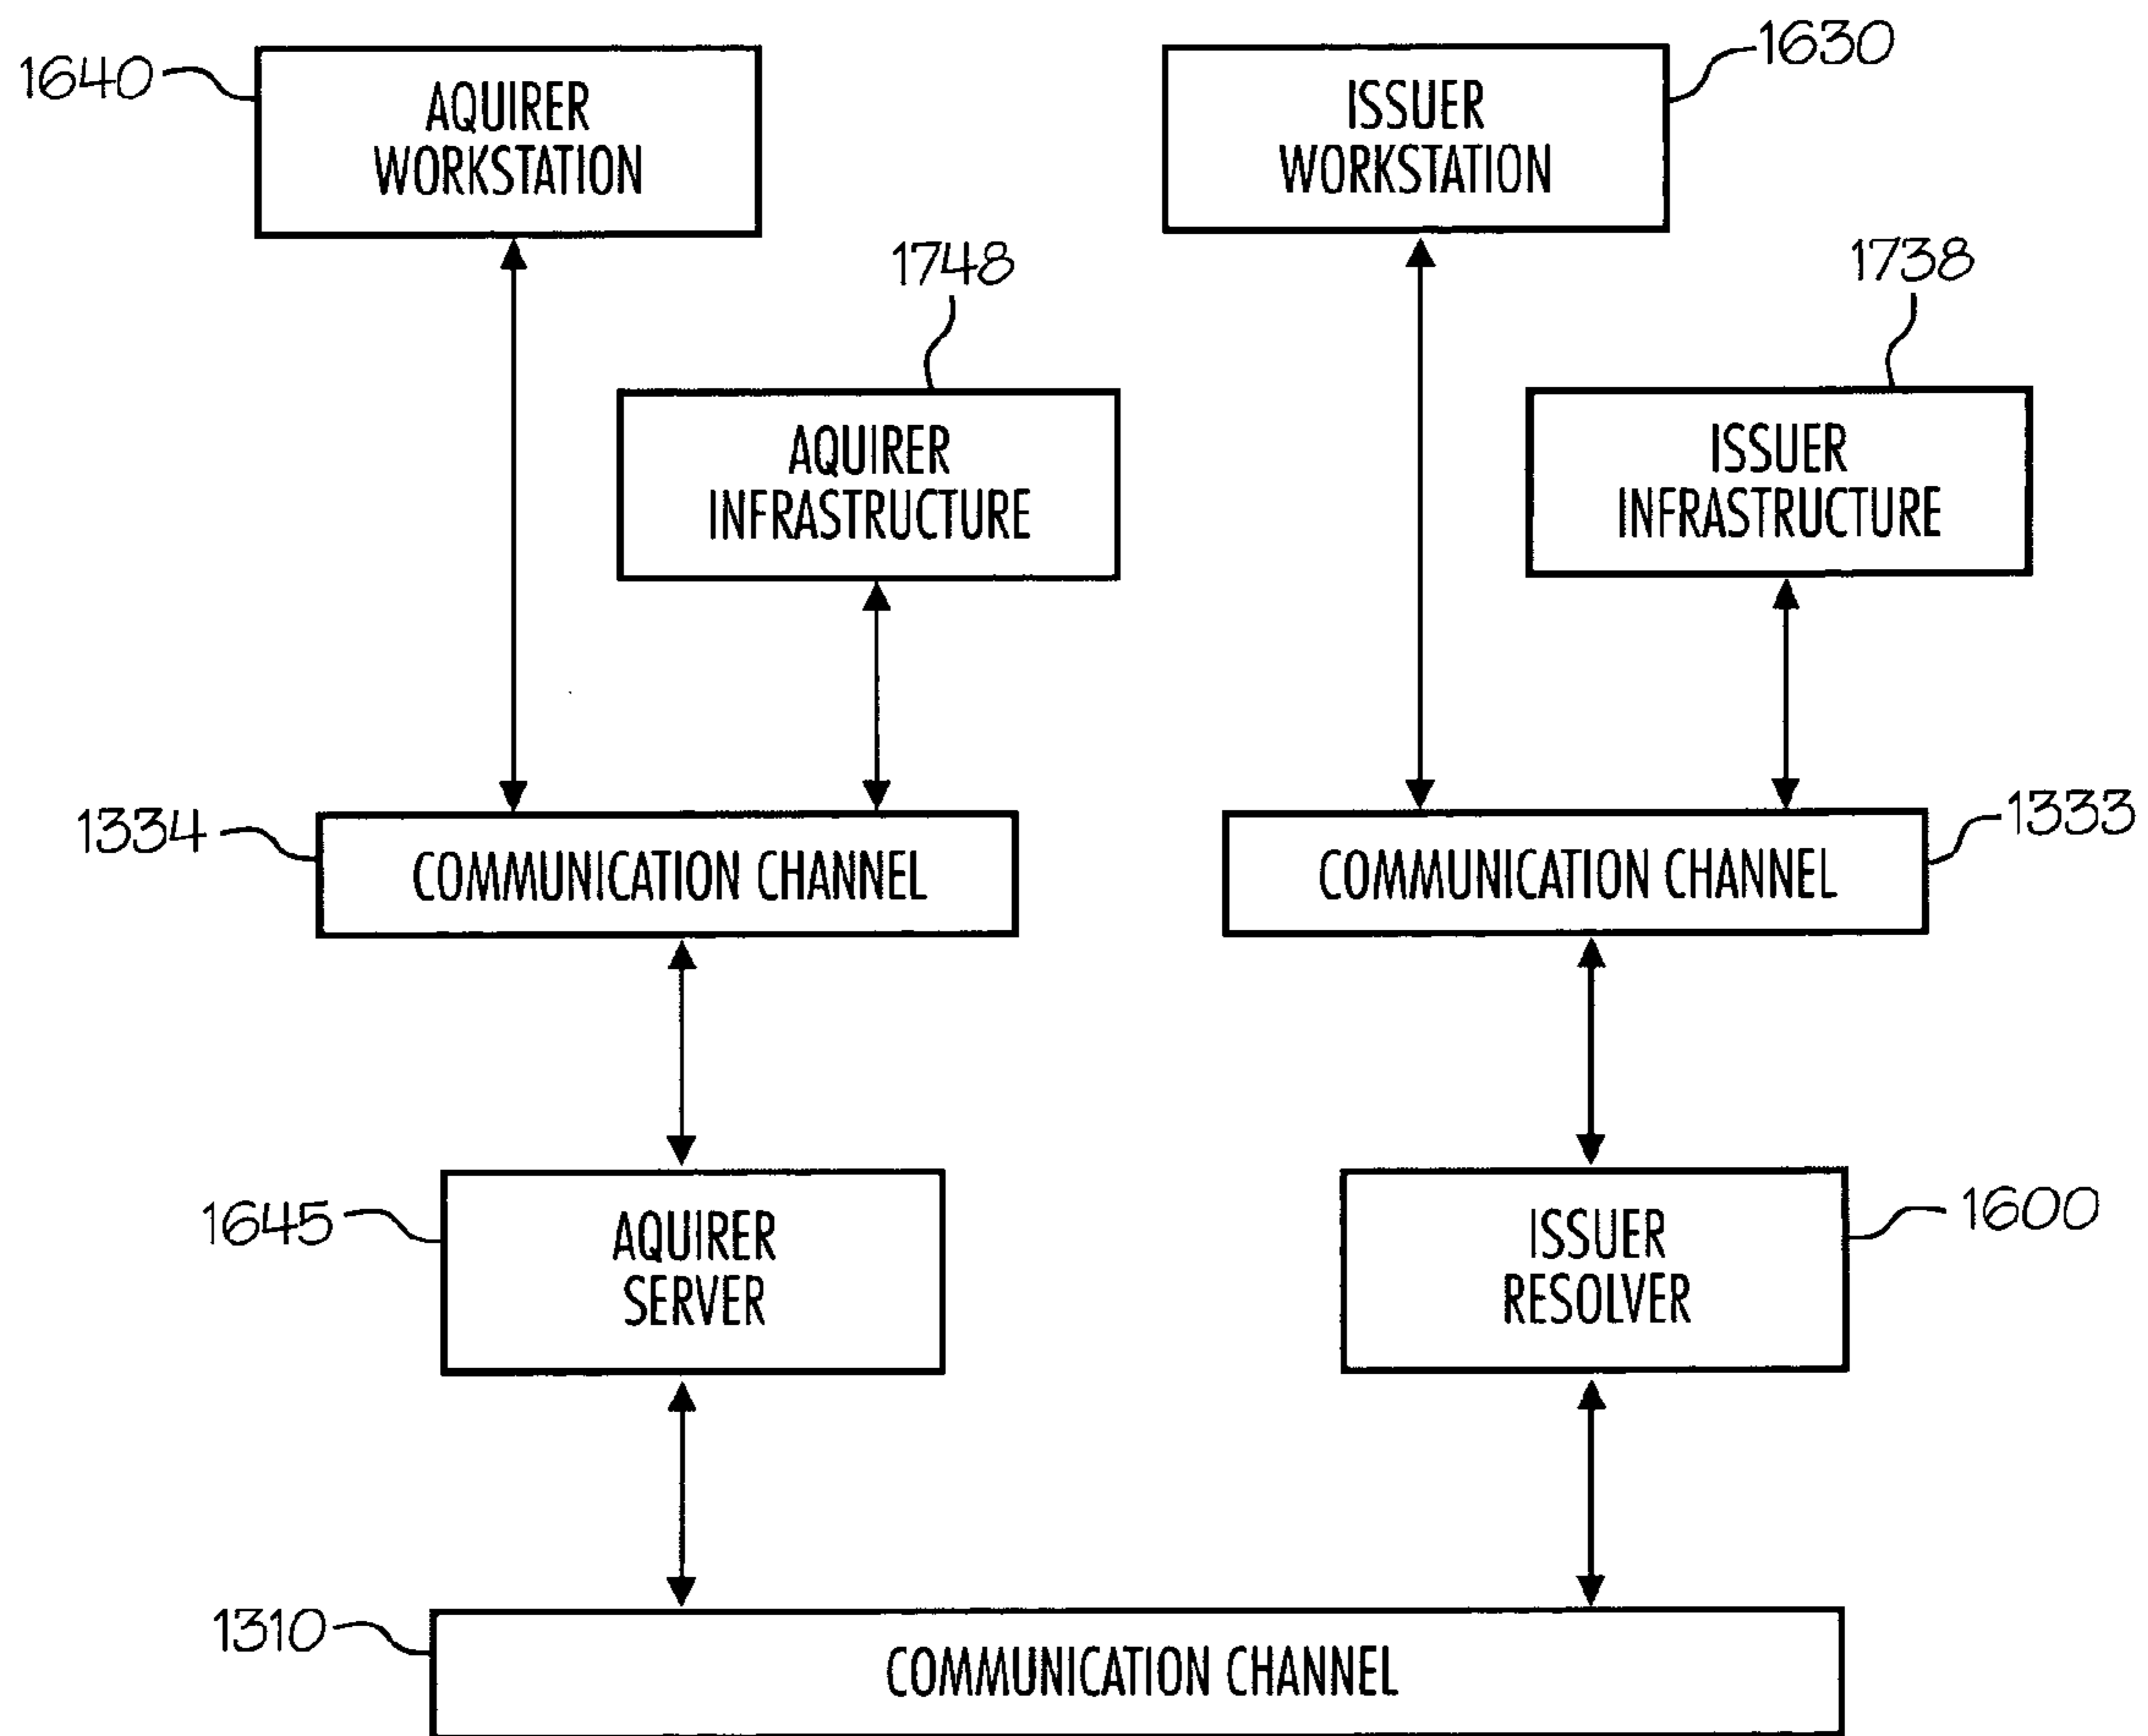 1640
AQUIRER
WORKSTATION
ISSUER
WORKSTATION
1630
1748
AQUIRER
INFRASTRUCTURE
1738
ISSUER
INFRASTRUCTURE
1334
COMMUNICATION CHANNEL
COMMUNICATION CHANNEL
1333
1645
AQUIRER
SERVER
ISSUER
RESOLVER
1600
1310
COMMUNICATION CHANNEL